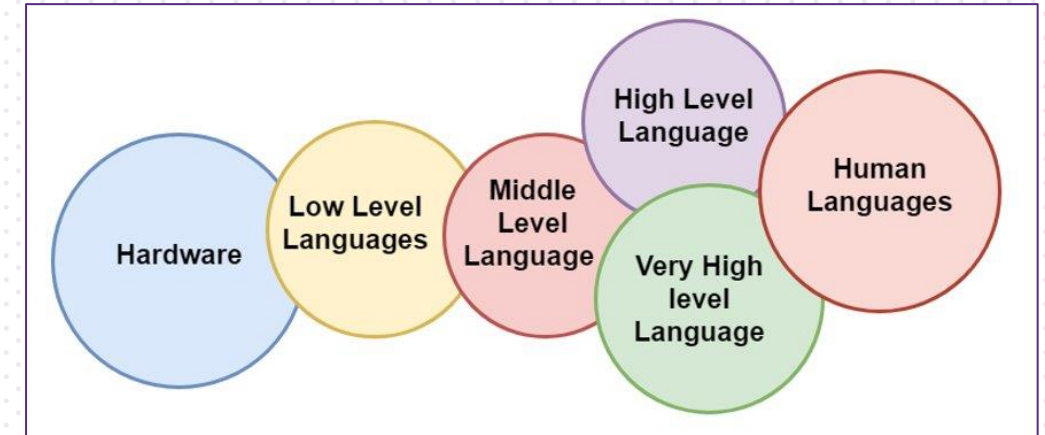 Hardware
Low Level
Languages
Middle
Level
Language
High Level
Language
Very High
level
Language
Human
Languages